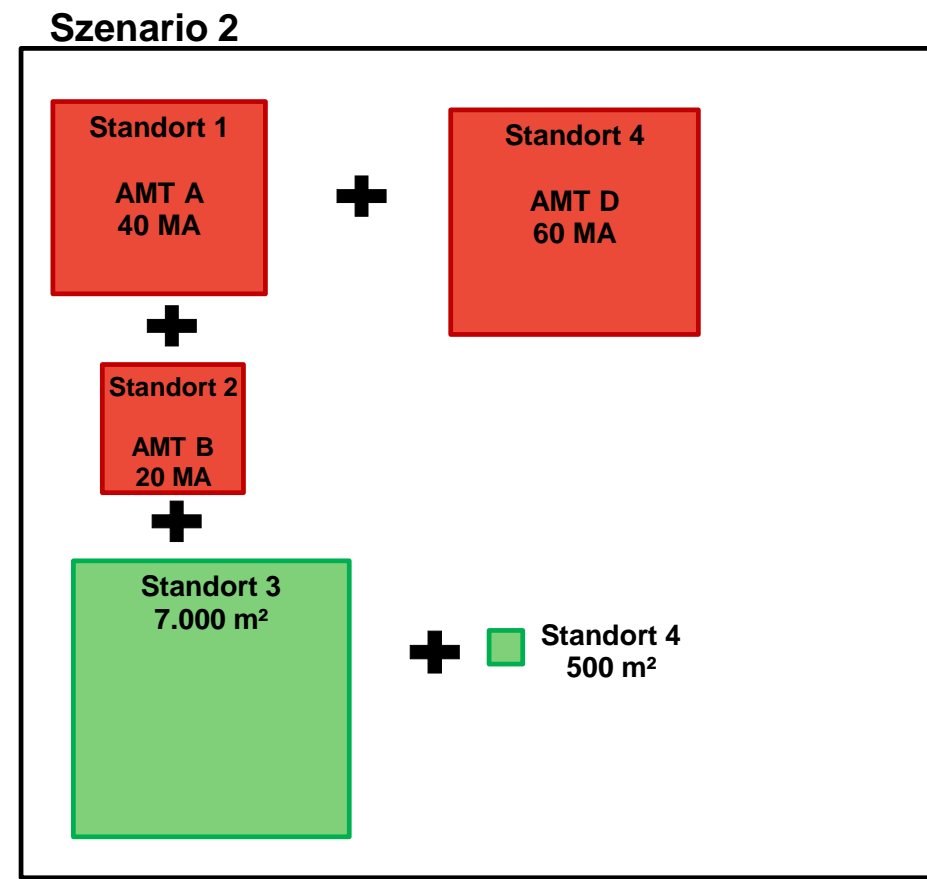 Szenario 2
Standort 1
AMT A
40 MA
Standort 4
AMT D
60 MA
Standort 2
AMT B
20 MA
Standort 3
7.000 m²
Standort 4
500 m²